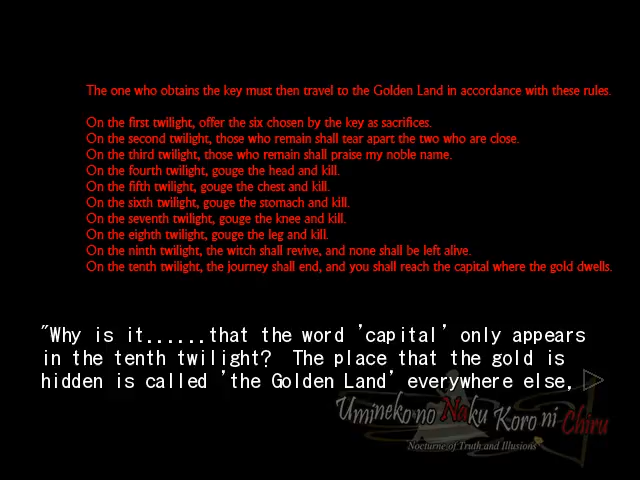 The one who obtains the key must then travel to the Golden Land in accordance with these rules.
On the first twilight, offer the six chosen by the key as sacrifices.
On the second twilight, those who remain shall tear apart the two who are close.
On the third twilight, those who remain shall praise my noble name.
On the fourth twilight, gouge the head and kill.
On the fifth twilight, gouge the chest and kill.
On the sixth twilight, gouge the stomach and kill.
On the seventh twilight, gouge the knee and kill.
On the eighth twilight, gouge the leg and kill.
On the ninth twilight, the witch shall revive, and none shall be left alive.
On the tenth twilight, the journey shall end, and you shall reach the capital where the gold dwells.
"Why is it......that the word 'capital' only appears
in the tenth twilight?  The place that the gold is
hidden is called 'the Golden Land' everywhere else,
Umineko no Naku Koro ni Chiru
Nocturne of Truth and Illusions